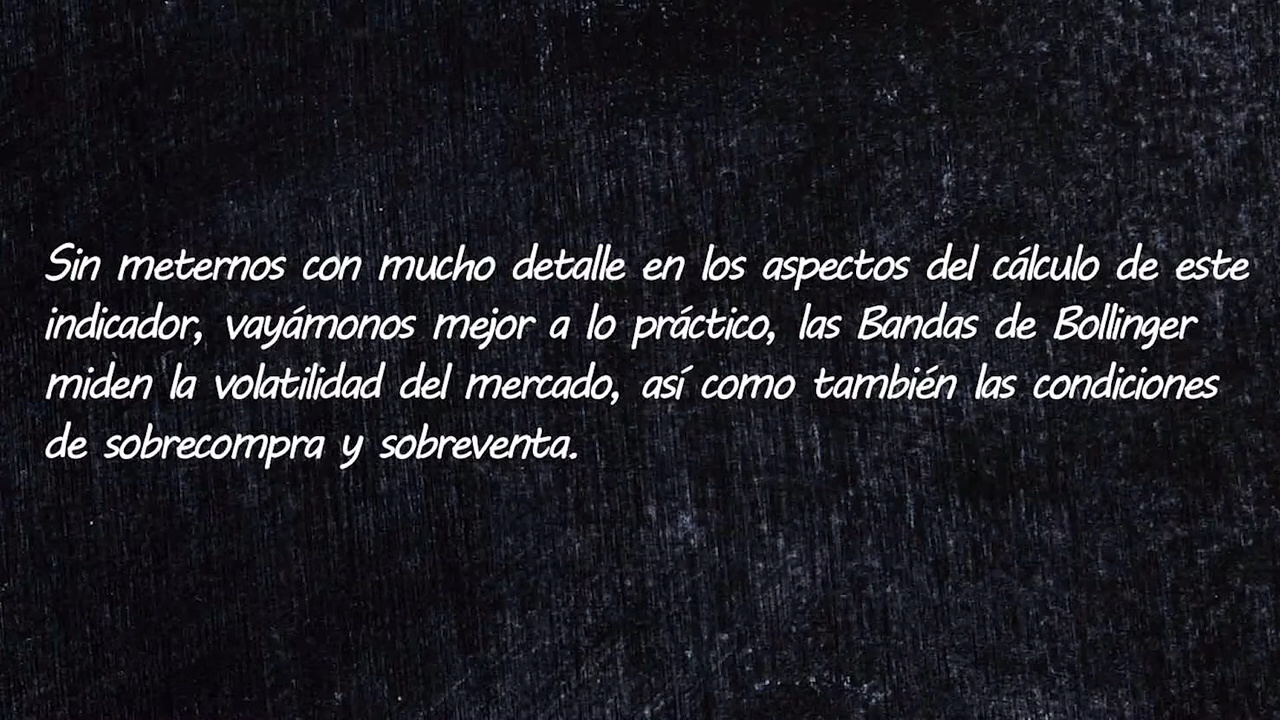 Sin meternos con mucho detalle en los aspectos del cálculo de este
indicador, vayámonos mejor a lo práctico, las Bandas de Bollinger
miden la volatilidad del mercado, así como también las condiciones
de sobrecompra y sobreventa.